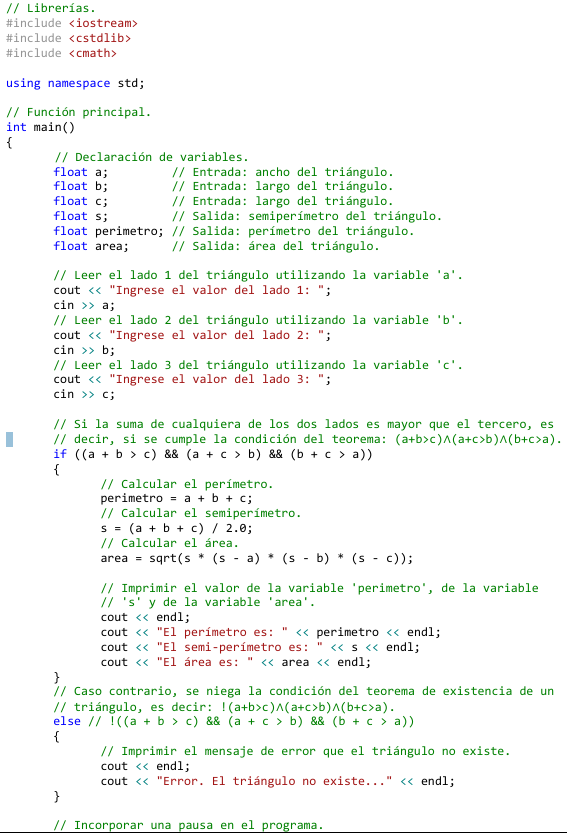 // Librerías.
#include <iostream>
#include <cstdlib>
#include <cmath>
using namespace std;
// Función principal.
int main()
{
// Declaración de variables.
float a; // Entrada: ancho del triángulo.
float b; // Entrada: largo del triángulo.
float c; // Entrada: largo del triángulo.
float s; // Salida: semiperímetro del triángulo.
float perimetro; // Salida: perímetro del triángulo.
float area; // Salida: área del triángulo.
// Leer el lado 1 del triángulo utilizando la variable 'a'.
cout << "Ingrese el valor del lado 1: ";
cin >> a;
// Leer el lado 2 del triángulo utilizando la variable 'b'.
cout << "Ingrese el valor del lado 2: ";
cin >> b;
// Leer el lado 3 del triángulo utilizando la variable 'c'.
cout << "Ingrese el valor del lado 3: ";
cin >> c;
// Si la suma de cualquiera de los dos lados es mayor que el tercero, es
// decir, si se cumple la condición del teorema: (a+b>c)∧(a+c>b)∧(b+c>a).
if ((a + b > c) && (a + c > b) && (b + c > a))
{
// Calcular el perímetro.
perimetro = a + b + c;
// Calcular el semiperímetro.
s = (a + b + c) / 2.0;
// Calcular el área.
area = sqrt(s * (s - a) * (s - b) * (s - c));
// Imprimir el valor de la variable 'perimetro', de la variable
// 's' y de la variable 'area'.
cout << endl;
cout << "El perímetro es: " << perimetro << endl;
cout << "El semi-perímetro es: " << s << endl;
cout << "El área es: " << area << endl;
}
// Caso contrario, se niega la condición del teorema de existencia de un
// triángulo, es decir: !(a+b>c)∧(a+c>b)∧(b+c>a).
else // !((a + b > c) && (a + c > b) && (b + c > a))
{
// Imprimir el mensaje de error que el triángulo no existe.
cout << endl;
cout << "Error. El triángulo no existe..." << endl;
}
// Incorporar una pausa en el programa.